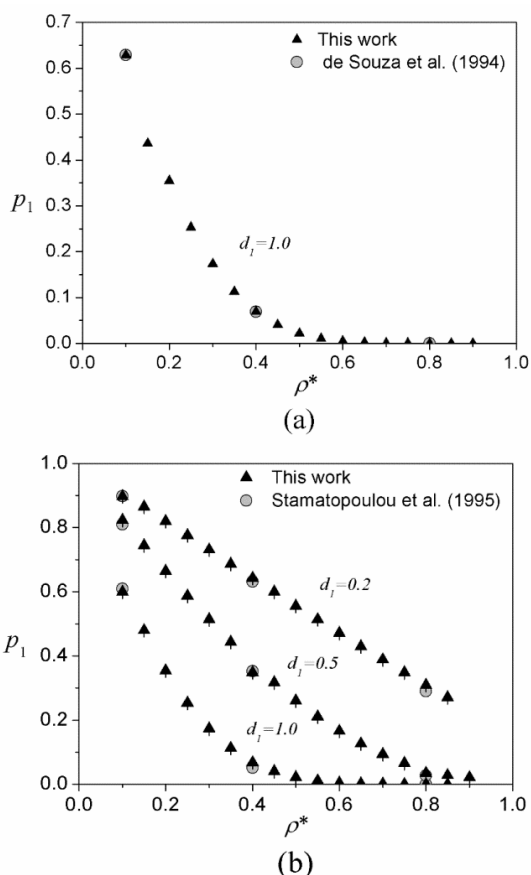 0.7
0.6
0.5
0.4
0.3
0.2
0.1
0.0
p₁
This work
de Souza et al. (1994)
d₁=1.0
0.0 0.2 0.4 0.6 0.8 1.0
ρ*
(a)
1.0
0.8
0.6
0.4
0.2
0.0
p₁
This work
Stamatopoulou et al. (1995)
d₁=0.2
d₁=0.5
d₁=1.0
0.0 0.2 0.4 0.6 0.8 1.0
ρ*
(b)